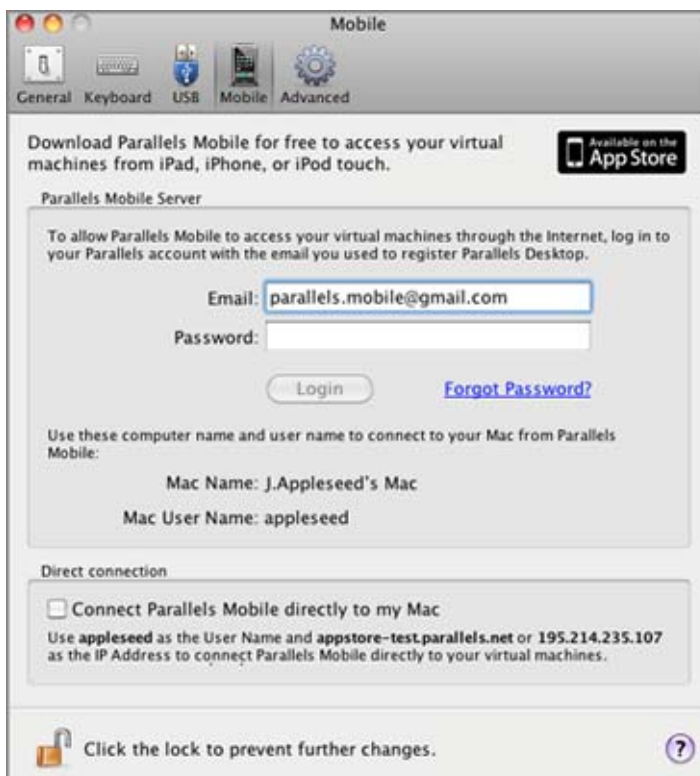 Mobile
General Keyboard USB Mobile Advanced
Download Parallels Mobile for free to access your virtual
machines from iPad, iPhone, or iPod touch.
Available on the
App Store
Parallels Mobile Server
To allow Parallels Mobile to access your virtual machines through the Internet, log in to
your Parallels account with the email you used to register Parallels Desktop.
Email: parallels.mobile@gmail.com
Password:
Login Forgot Password?
Use these computer name and user name to connect to your Mac from Parallels
Mobile:
Mac Name: J.Appleseed's Mac
Mac User Name: appleseed
Direct connection
Connect Parallels Mobile directly to my Mac
Use appleseed as the User Name and appstore-test.parallels.net or 195.214.235.107
as the IP Address to connect Parallels Mobile directly to your virtual machines.
Click the lock to prevent further changes. ?